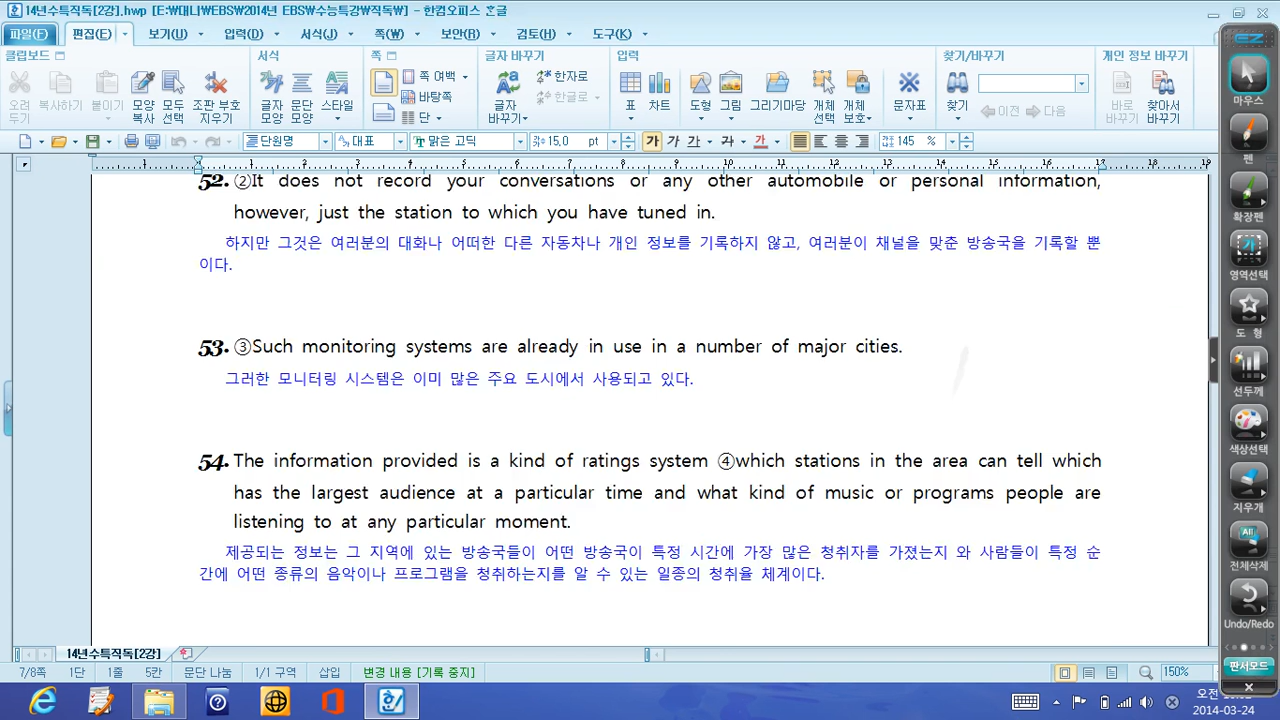 14년수특직독[2강].hwp [E:₩대니₩EBS₩2014년 EBS₩수능특강₩직독₩] - 한컴오피스 한글
파일(F) 편집(E) 보기(U) 입력(D) 서식(J) 쪽(W) 보안(R) 검토(H) 도구(K)
클립보드 서식 쪽 글자 바꾸기 입력 찾기/바꾸기 개인 정보 바꾸기
오려 두기 복사하기 붙이기 모양 복사 모두 선택 조판 부호 지우기 글자 모양 문단 모양 스타일 쪽 여백 바탕쪽 단 글자 바꾸기 한자로 한글로 표 차트 도형 그림 그리기마당 개체 선택 개체 보호 문자표 찾기 이전 다음 바로 바꾸기 찾아서 바꾸기
단원명 대표 맑은 고딕 15,0 pt 가 가 가 가 가 145 %
1 1 2 3 4 5 6 7 8 9 10 11 12 13 14 15 16 17 18 19
52. ②It does not record your conversations or any other automobile or personal information,
however, just the station to which you have tuned in.
하지만 그것은 여러분의 대화나 어떠한 다른 자동차나 개인 정보를 기록하지 않고, 여러분이 채널을 맞춘 방송국을 기록할 뿐
이다.
53. ③Such monitoring systems are already in use in a number of major cities.
그러한 모니터링 시스템은 이미 많은 주요 도시에서 사용되고 있다.
54. The information provided is a kind of ratings system ④which stations in the area can tell which
has the largest audience at a particular time and what kind of music or programs people are
listening to at any particular moment.
제공되는 정보는 그 지역에 있는 방송국들이 어떤 방송국이 특정 시간에 가장 많은 청취자를 가졌는지 와 사람들이 특정 순
간에 어떤 종류의 음악이나 프로그램을 청취하는지를 알 수 있는 일종의 청취율 체계이다.
14년수특직독[2강]
7/8쪽 1단 1줄 5칸 문단 나눔 1/1 구역 삽입 변경 내용 [기록 중지] 150%
EZ
마우스
펜
확장펜
가
영역선택
도 형
선두께
색상선택
지우개
All
전체삭제
Undo/Redo
판서모드
오전
2014-03-24